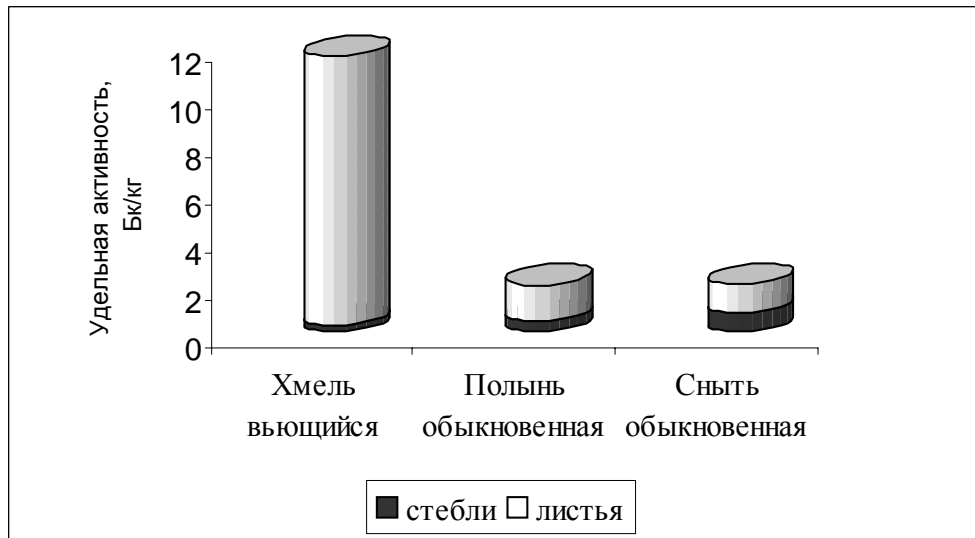 Удельная активность,
Бк/кг
12
10
8
6
4
2
0
Хмель
вьющийся
Полынь
обыкновенная
Сныть
обыкновенная
стебли листья